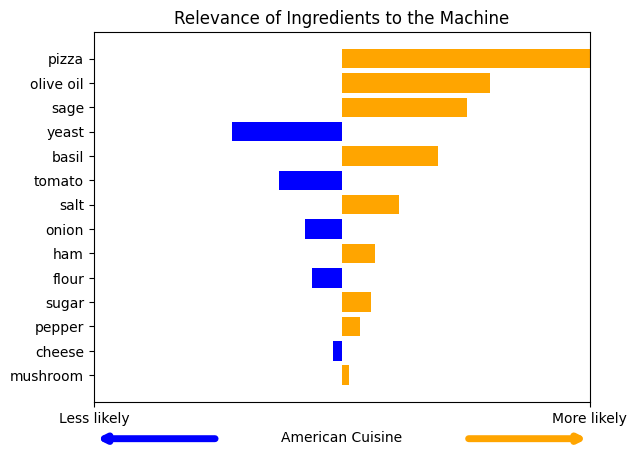 Relevance of Ingredients to the Machine
pizza
olive oil
sage
yeast
basil
tomato
salt
onion
ham
flour
sugar
pepper
cheese
mushroom
Less likely
More likely
American Cuisine